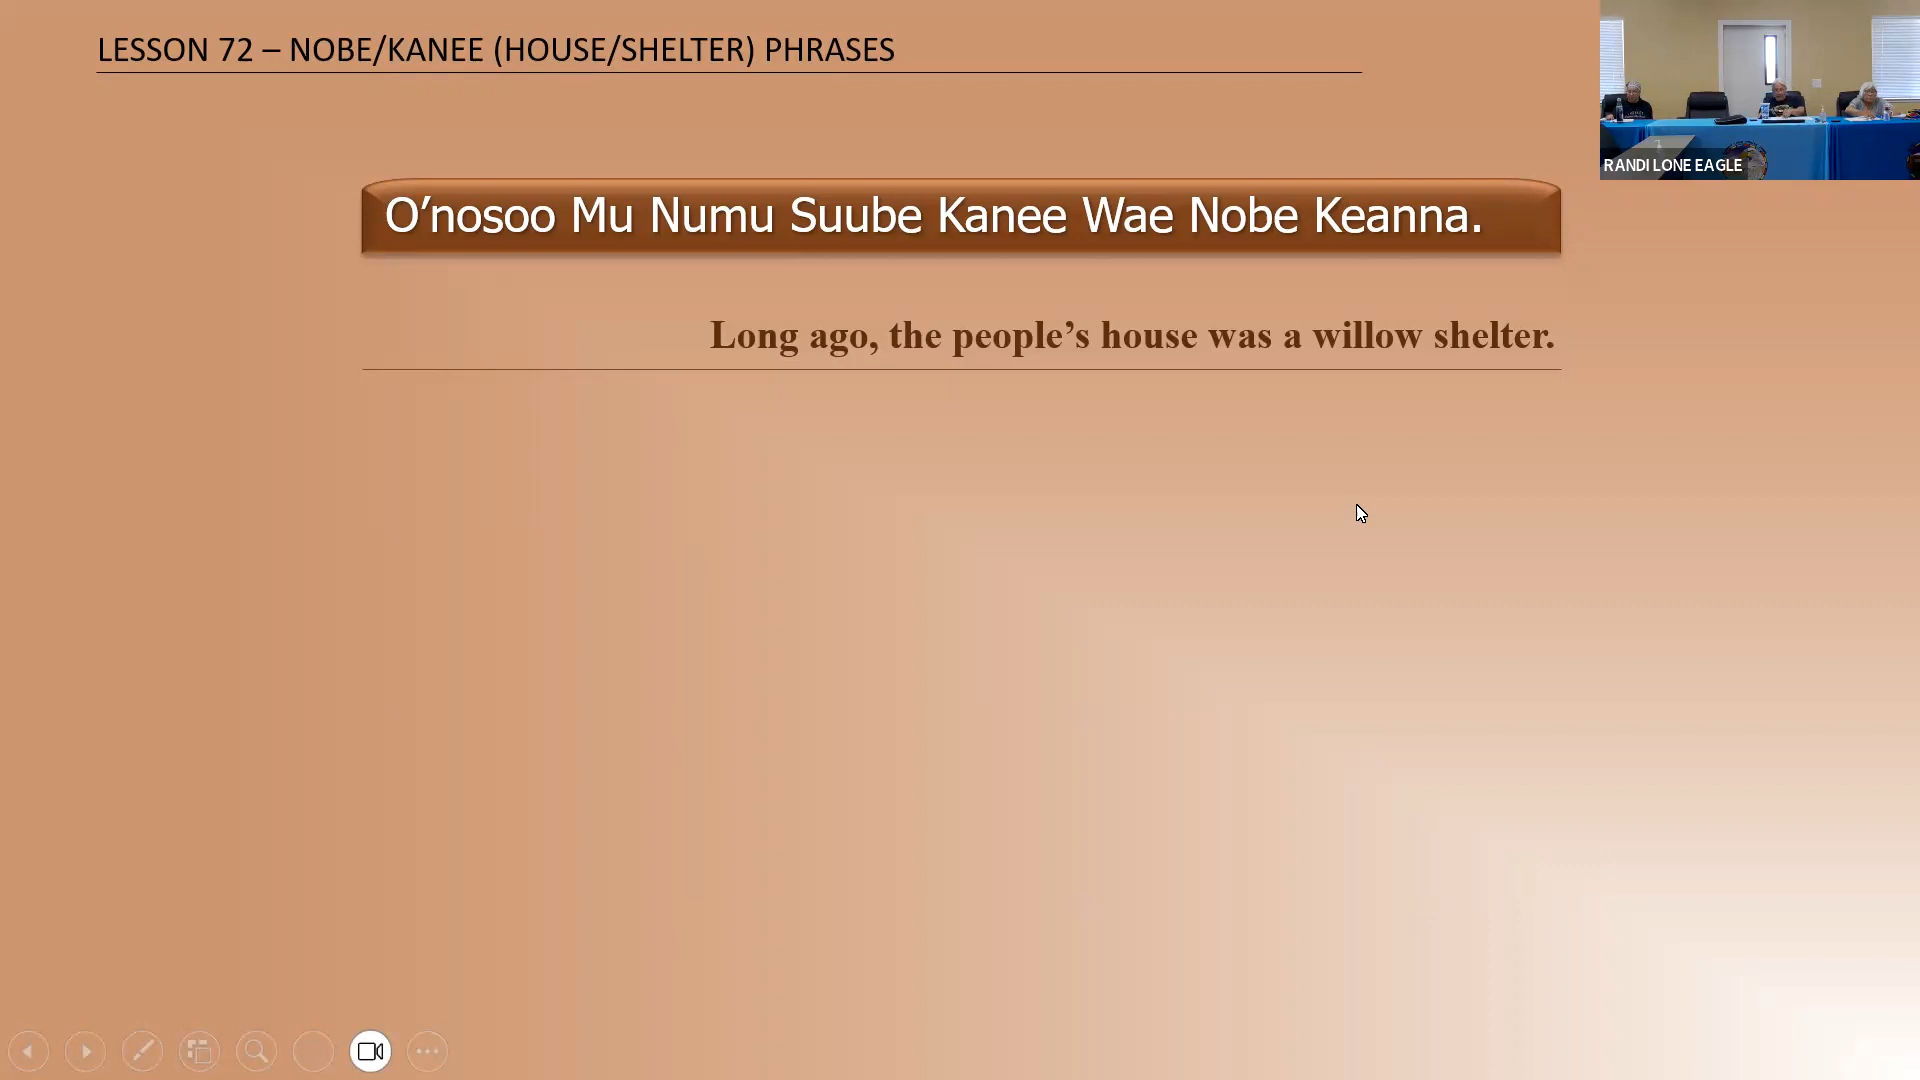 LESSON 72 – NOBE/KANEE (HOUSE/SHELTER) PHRASES
O’nosoo Mu Numu Suube Kanee Wae Nobe Keanna.
Long ago, the people’s house was a willow shelter.
RANDI LONE EAGLE